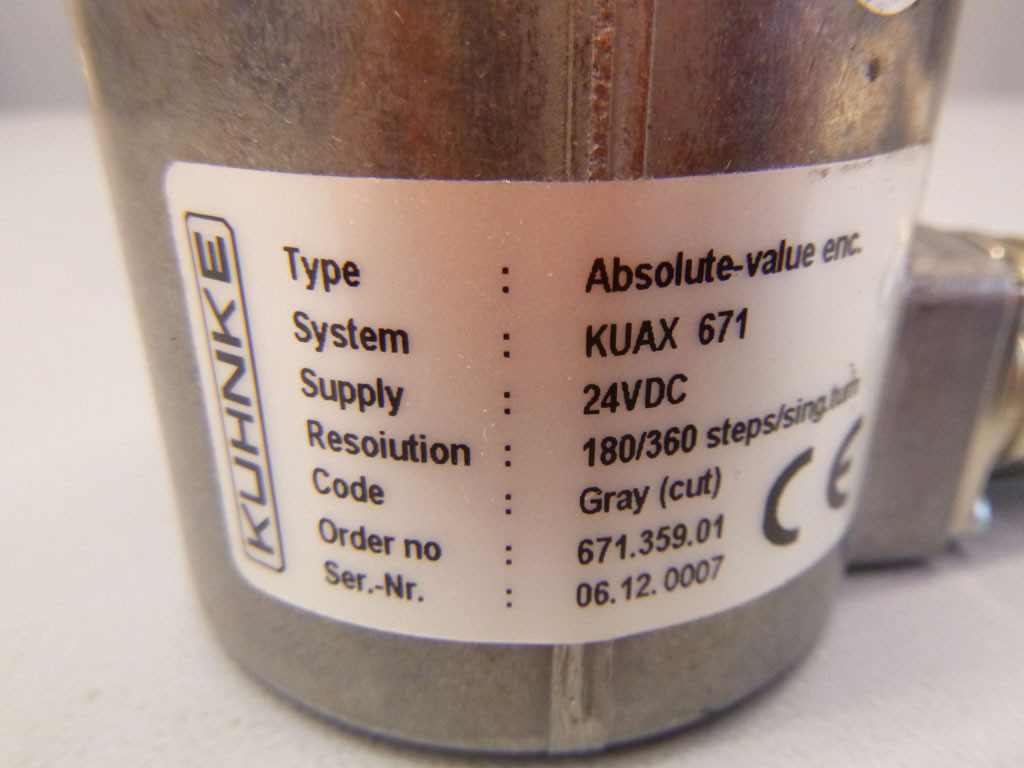 KUHNKE
Type : Absolute-value enc.
System : KUAX 671
Supply : 24VDC
Resoiution : 180/360 steps/sing.turn
Code : Gray (cut)
Order no : 671.359.01
Ser.-Nr. : 06.12.0007
CE